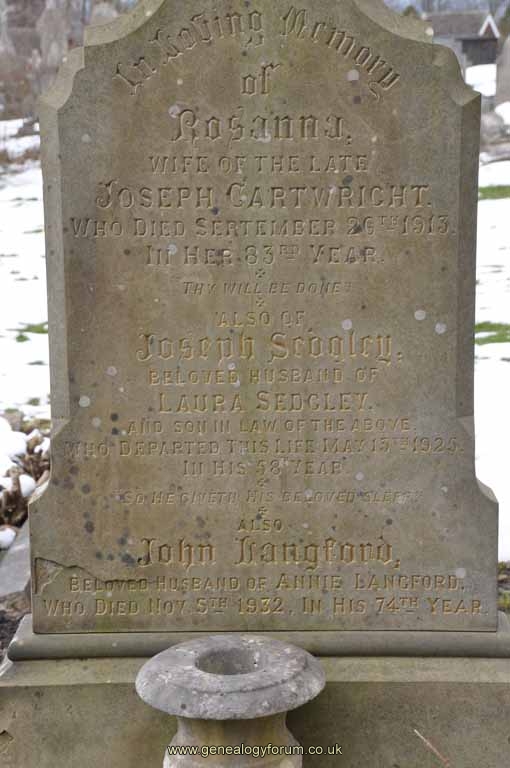 In Loving Memory
of
Rosanna,
WIFE OF THE LATE
JOSEPH CARTWRIGHT.
WHO DIED SEPTEMBER 26TH 1913.
IN HER 83RD YEAR.
"THY WILL BE DONE"
ALSO OF
Joseph Sedgley,
BELOVED HUSBAND OF
LAURA SEDGLEY.
AND SON IN LAW OF THE ABOVE.
WHO DEPARTED THIS LIFE MAY 15TH 1925.
IN HIS 58TH YEAR.
"SO HE GIVETH HIS BELOVED SLEEP."
ALSO
John Langford,
BELOVED HUSBAND OF ANNIE LANGFORD,
WHO DIED NOV. 5TH 1932, IN HIS 74TH YEAR.
www.genealogyforum.co.uk